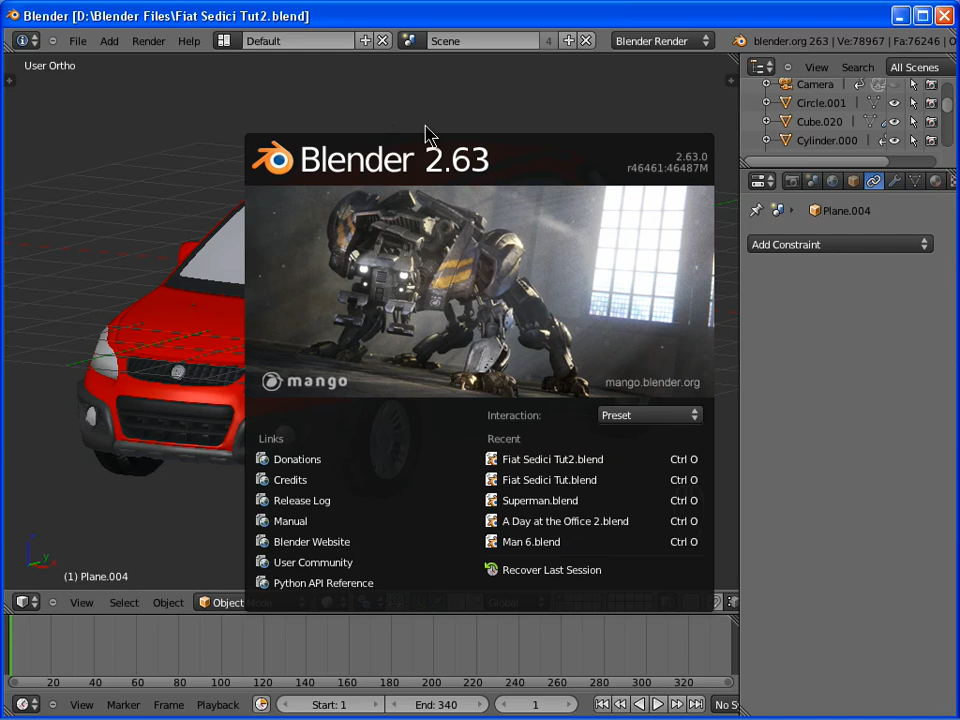 Blender [D:\Blender Files\Fiat Sedici Tut2.blend]
File Add Render Help Default Scene 4 Blender Render blender.org 263 | Ve:78967 | Fa:76246 | O
User Ortho
View Search All Scenes
Camera
Circle.001
Cube.020
Cylinder.000
Plane.004
Add Constraint
Blender 2.63
2.63.0
r46461:46487M
mango
mango.blender.org
Interaction: Preset
Links
Donations
Credits
Release Log
Manual
Blender Website
User Community
Python API Reference
Recent
Fiat Sedici Tut2.blend Ctrl O
Fiat Sedici Tut.blend Ctrl O
Superman.blend Ctrl O
A Day at the Office 2.blend Ctrl O
Man 6.blend Ctrl O
Recover Last Session
(1) Plane.004
View Select Object Object Mode Global
20 40 60 80 100 120 140 160 180 200 220 240 260 280 300 320
View Marker Frame Playback Start: 1 End: 340 1 No S